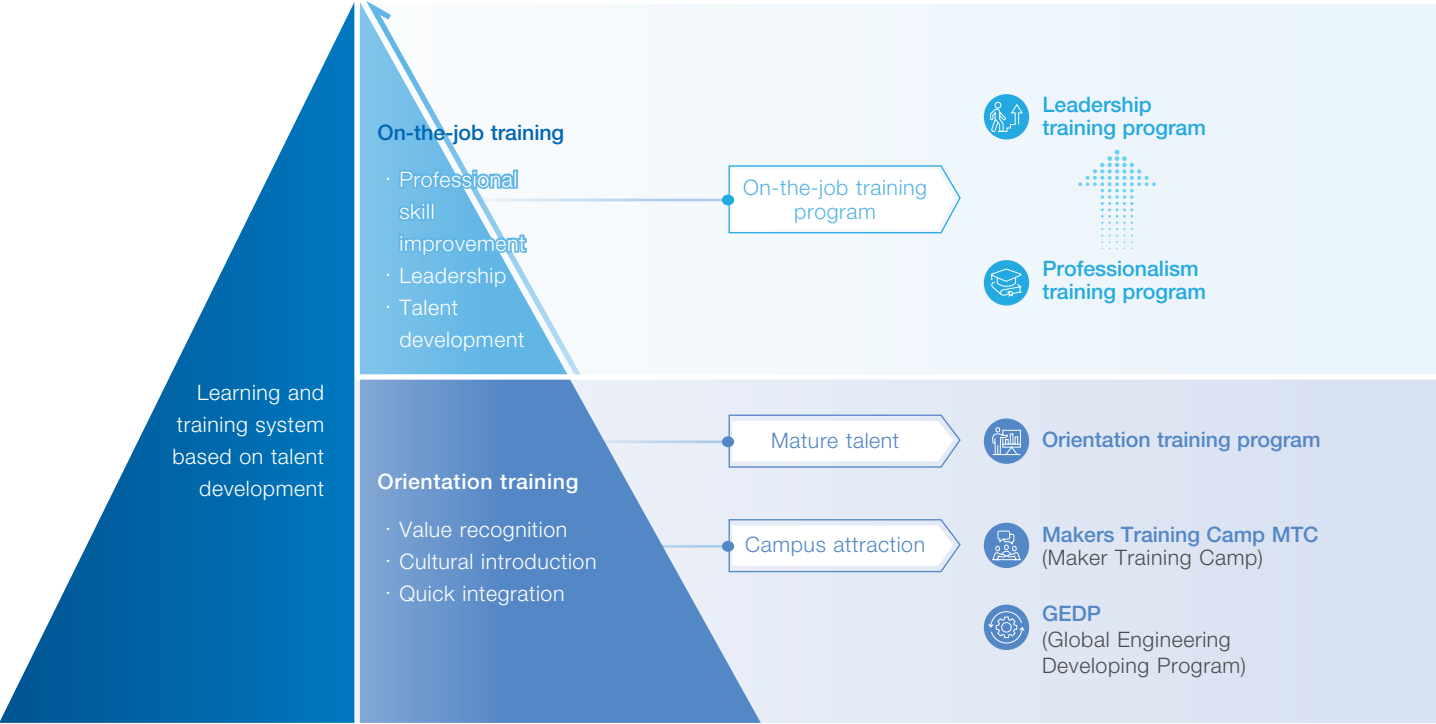 Learning and
training system
based on talent
development
On-the-job training
· Professional
skill
improvement
· Leadership
· Talent
development
On-the-job training
program
Leadership
training program
Professionalism
training program
Orientation training
· Value recognition
· Cultural introduction
· Quick integration
Mature talent
Orientation training program
Campus attraction
Makers Training Camp MTC
(Maker Training Camp)
GEDP
(Global Engineering
Developing Program)